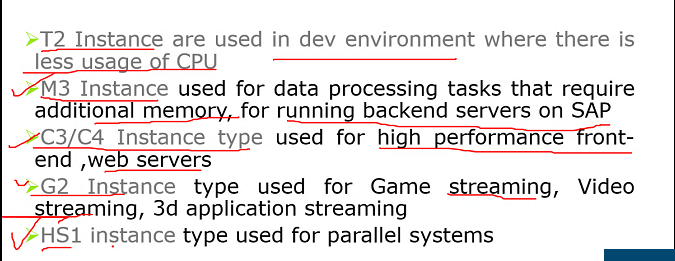 T2 Instance are used in dev environment where there is
less usage of CPU
M3 Instance used for data processing tasks that require
additional memory, for running backend servers on SAP
C3/C4 Instance type used for high performance front-
end ,web servers
G2 Instance type used for Game streaming, Video
streaming, 3d application streaming
HS1 instance type used for parallel systems